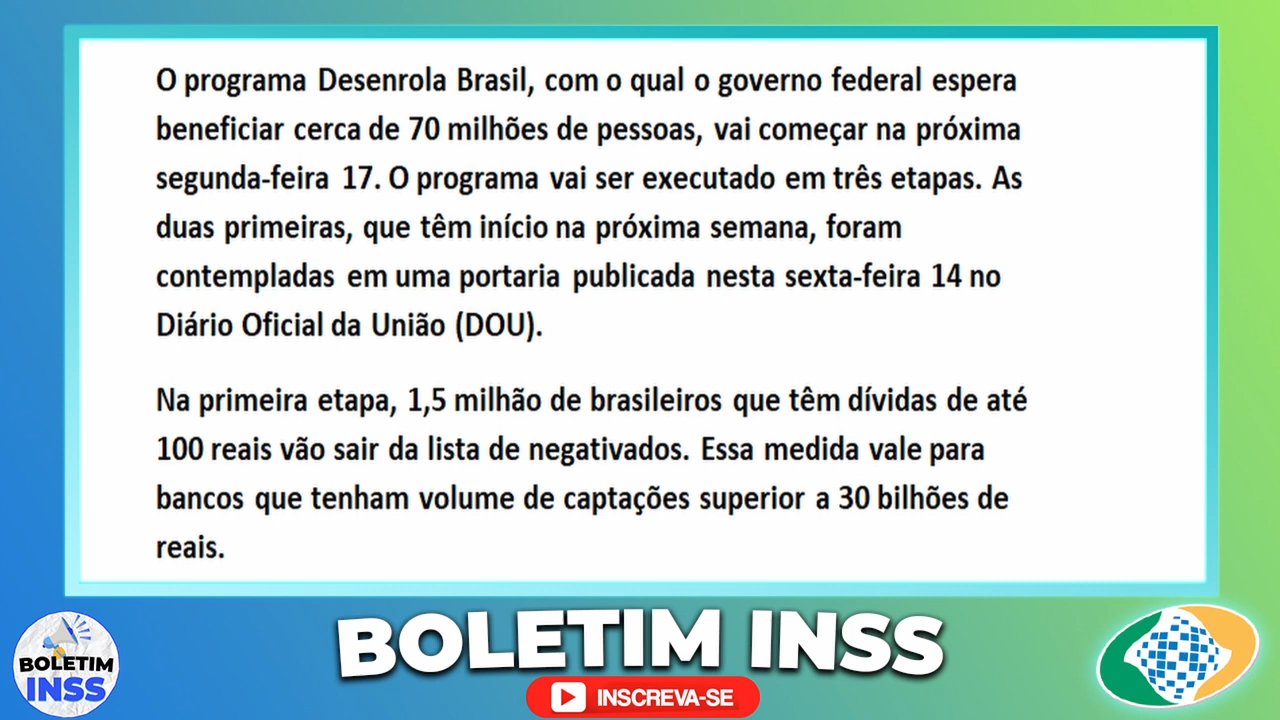 O programa Desenrola Brasil, com o qual o governo federal espera
beneficiar cerca de 70 milhões de pessoas, vai começar na próxima
segunda-feira 17. O programa vai ser executado em três etapas. As
duas primeiras, que têm início na próxima semana, foram
contempladas em uma portaria publicada nesta sexta-feira 14 no
Diário Oficial da União (DOU).
Na primeira etapa, 1,5 milhão de brasileiros que têm dívidas de até
100 reais vão sair da lista de negativados. Essa medida vale para
bancos que tenham volume de captações superior a 30 bilhões de
reais.
BOLETIM INSS
BOLETIM
INSS
INSCREVA-SE